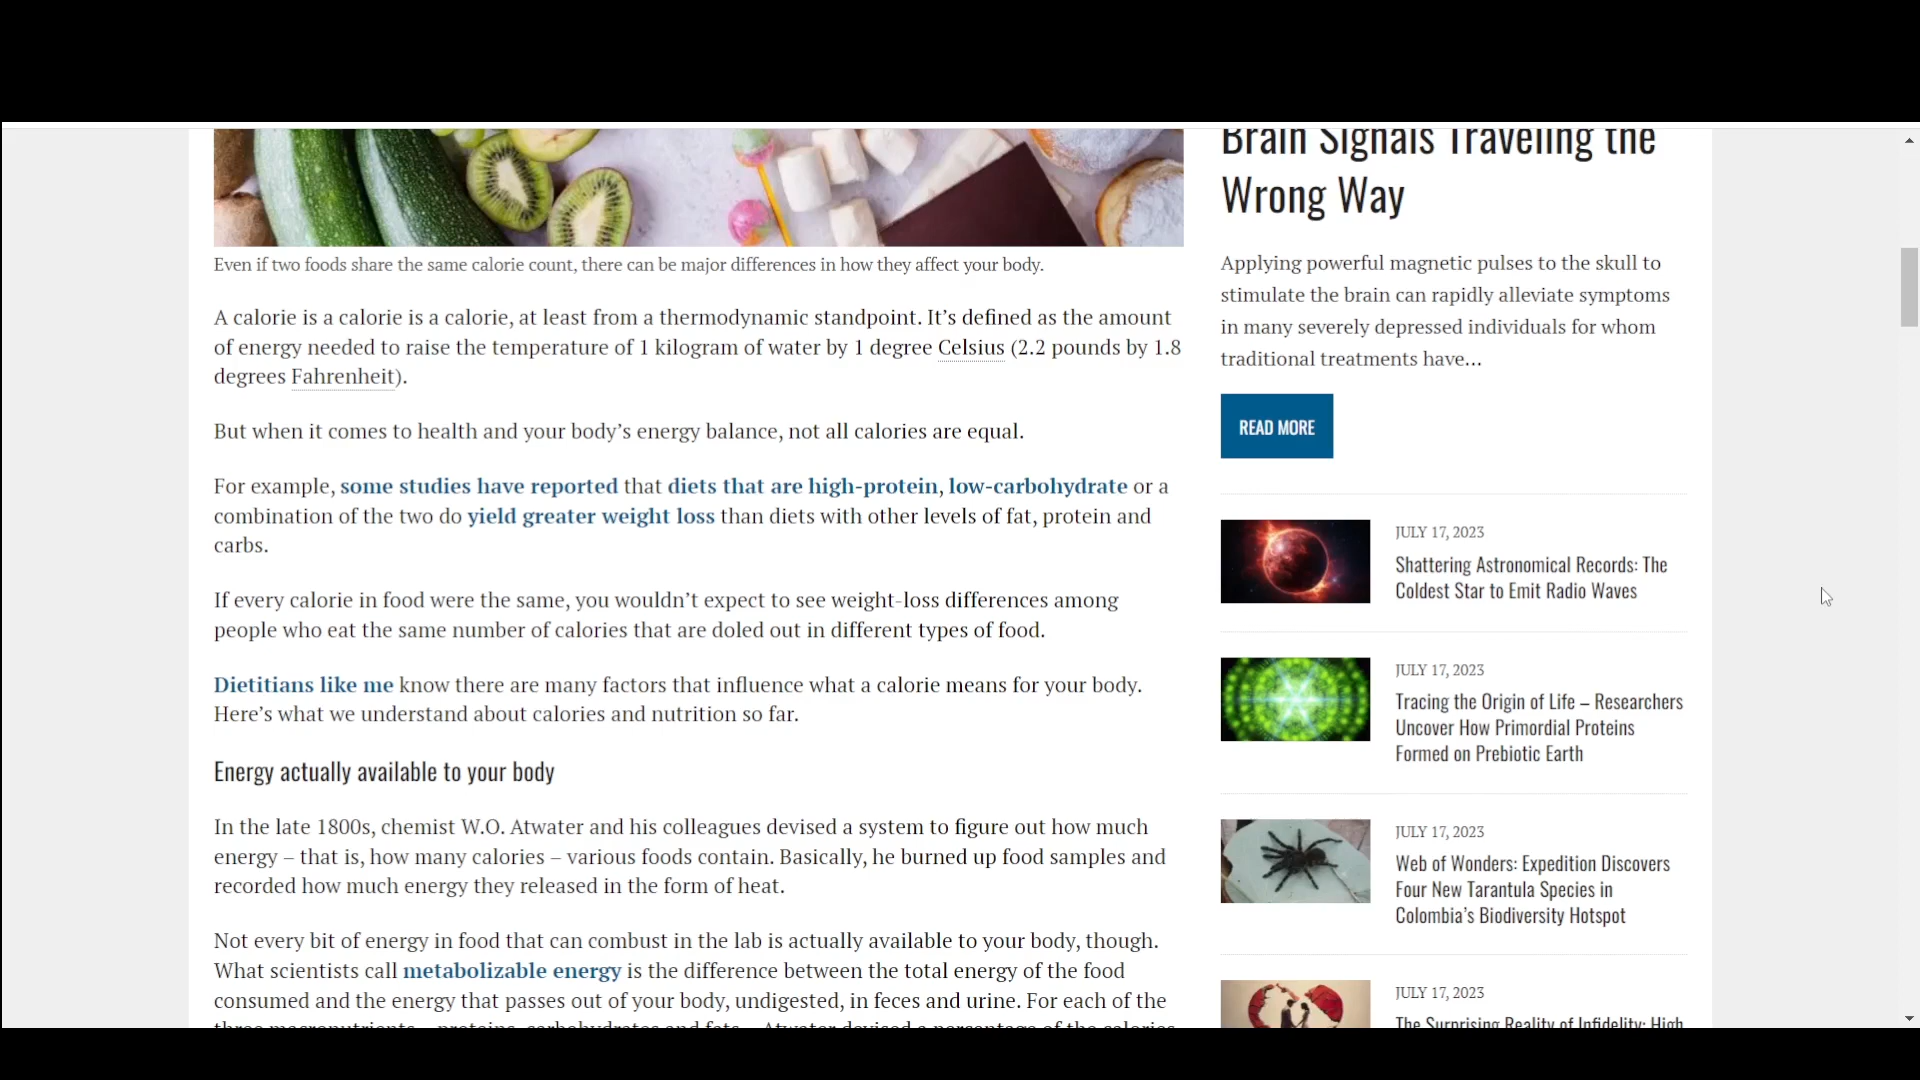 Even if two foods share the same calorie count, there can be major differences in how they affect your body.
A calorie is a calorie is a calorie, at least from a thermodynamic standpoint. It’s defined as the amount
of energy needed to raise the temperature of 1 kilogram of water by 1 degree Celsius (2.2 pounds by 1.8
degrees Fahrenheit).
But when it comes to health and your body’s energy balance, not all calories are equal.
For example, some studies have reported that diets that are high-protein, low-carbohydrate or a
combination of the two do yield greater weight loss than diets with other levels of fat, protein and
carbs.
If every calorie in food were the same, you wouldn’t expect to see weight-loss differences among
people who eat the same number of calories that are doled out in different types of food.
Dietitians like me know there are many factors that influence what a calorie means for your body.
Here’s what we understand about calories and nutrition so far.
Energy actually available to your body
In the late 1800s, chemist W.O. Atwater and his colleagues devised a system to figure out how much
energy – that is, how many calories – various foods contain. Basically, he burned up food samples and
recorded how much energy they released in the form of heat.
Not every bit of energy in food that can combust in the lab is actually available to your body, though.
What scientists call metabolizable energy is the difference between the total energy of the food
consumed and the energy that passes out of your body, undigested, in feces and urine. For each of the
three macronutrients – proteins, carbohydrates and fats – Atwater devised a percentage of the calories
Brain Signals Traveling the
Wrong Way
Applying powerful magnetic pulses to the skull to
stimulate the brain can rapidly alleviate symptoms
in many severely depressed individuals for whom
traditional treatments have…
READ MORE
JULY 17, 2023
Shattering Astronomical Records: The
Coldest Star to Emit Radio Waves
JULY 17, 2023
Tracing the Origin of Life – Researchers
Uncover How Primordial Proteins
Formed on Prebiotic Earth
JULY 17, 2023
Web of Wonders: Expedition Discovers
Four New Tarantula Species in
Colombia’s Biodiversity Hotspot
JULY 17, 2023
The Surprising Reality of Infidelity: High